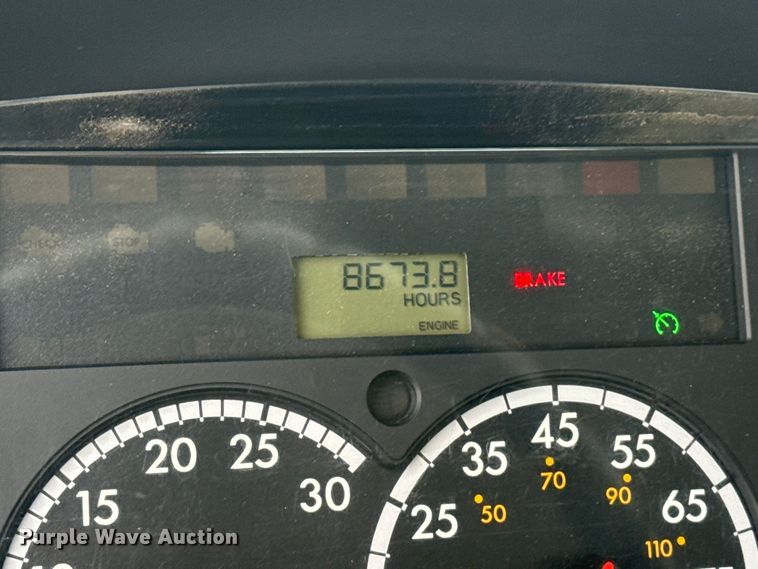 CHECK STOP
8673.8
HOURS
ENGINE
BRAKE
10 15 20 25 30
25 35 45 55 65
50 70 90 110
Purple Wave Auction